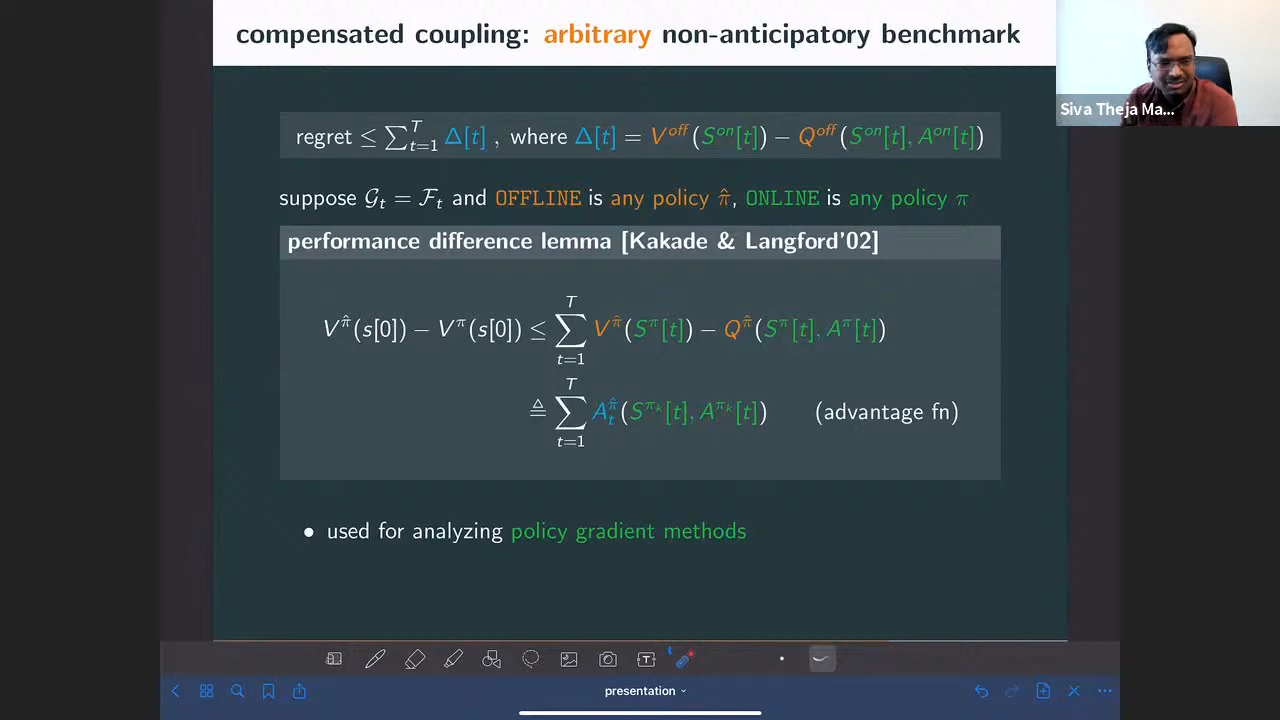 compensated coupling: arbitrary non-anticipatory benchmark
regret ≤ ∑_{t=1}^{T} Δ[t] , where Δ[t] = V^{off}(S^{on}[t]) − Q^{off}(S^{on}[t], A^{on}[t])
suppose 𝒢_t = ℱ_t and OFFLINE is any policy π̂, ONLINE is any policy π
performance difference lemma [Kakade & Langford'02]
V^{π̂}(s[0]) − V^{π}(s[0]) ≤ ∑_{t=1}^{T} V^{π̂}(S^{π}[t]) − Q^{π̂}(S^{π}[t], A^{π}[t])
≜ ∑_{t=1}^{T} A_t^{π̂}(S^{π_k}[t], A^{π_k}[t]) (advantage fn)
• used for analyzing policy gradient methods
Siva Theja Ma...
presentation